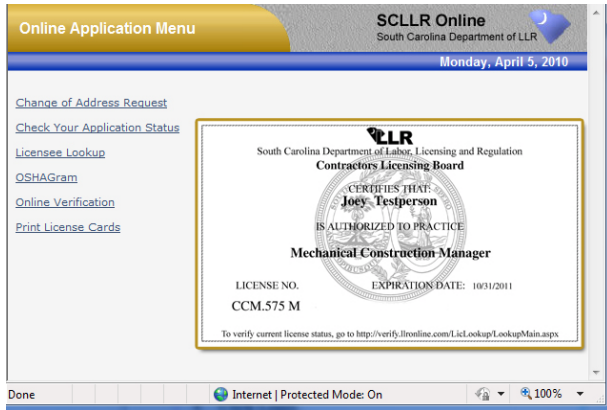 Online Application Menu
SCLLR Online
South Carolina Department of LLR
Monday, April 5, 2010
Change of Address Request
Check Your Application Status
Licensee Lookup
OSHAGram
Online Verification
Print License Cards
LLR
South Carolina Department of Labor, Licensing and Regulation
Contractors Licensing Board
CERTIFIES THAT:
Joey Testperson
IS AUTHORIZED TO PRACTICE
Mechanical Construction Manager
LICENSE NO. EXPIRATION DATE: 10/31/2011
CCM.575 M
To verify current license status, go to http://verify.llronline.com/LicLookup/LookupMain.aspx
Done Internet | Protected Mode: On 100%